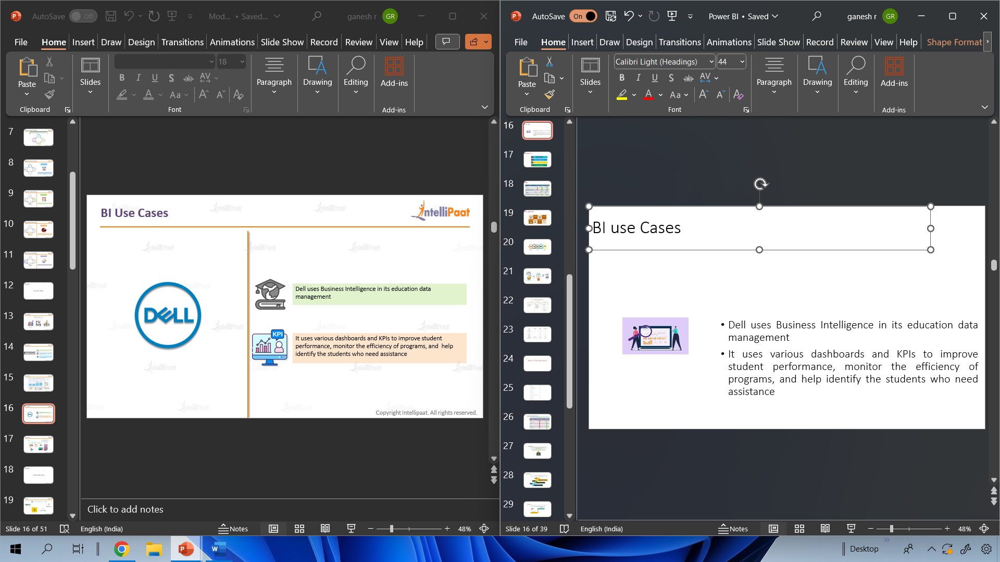 AutoSave Off Mod... • Saved... ganesh r GR
File Home Insert Draw Design Transitions Animations Slide Show Record Review View Help
18
Paste Slides B I U S ab AV Aa A A Paragraph Drawing Editing Add-ins
Clipboard Font Add-ins
7
8
9
10
11
12
13
14
15
16
17
18
19
BI Use Cases
IntelliPaat
DELL
Dell uses Business Intelligence in its education data
management
KPI
It uses various dashboards and KPIs to improve student
performance, monitor the efficiency of programs, and help
identify the students who need assistance
Copyright Intellipaat. All rights reserved.
Click to add notes
Slide 16 of 51 English (India) Notes 48%
AutoSave On Power BI • Saved ganesh r GR
File Home Insert Draw Design Transitions Animations Slide Show Record Review View Help Shape Format
Calibri Light (Headings) 44
Paste Slides B I U S ab AV A Aa A A Paragraph Drawing Editing Add-ins
Clipboard Font Add-ins
16
17
18
19
20
21
22
23
24
25
26
27
28
29
BI use Cases
• Dell uses Business Intelligence in its education data
management
• It uses various dashboards and KPIs to improve
student performance, monitor the efficiency of
programs, and help identify the students who need
assistance
Slide 16 of 39 English (India) Notes 48%
Desktop